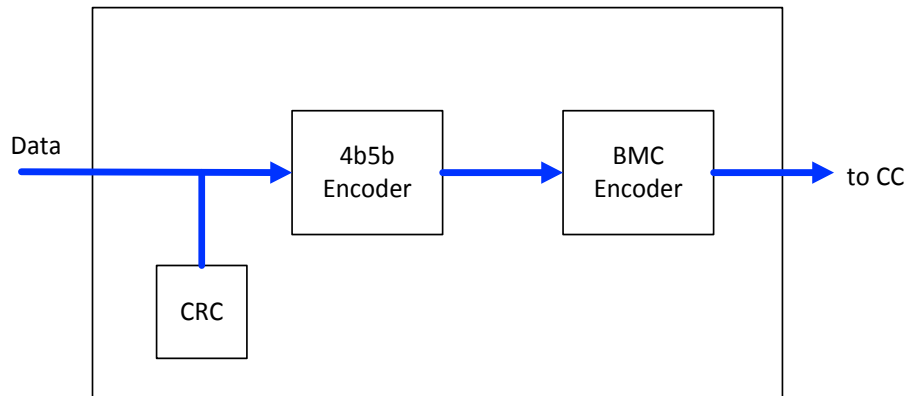 Data
4b5b
Encoder
BMC
Encoder
to CC
CRC